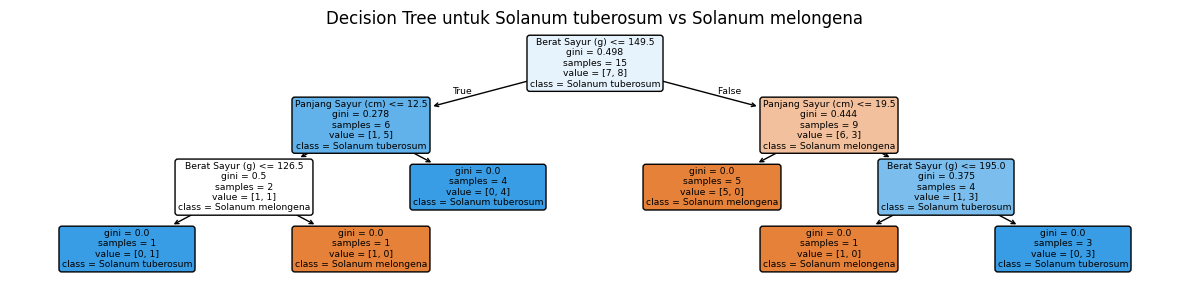 Decision Tree untuk Solanum tuberosum vs Solanum melongena
Berat Sayur (g) <= 149.5
gini = 0.498
samples = 15
value = [7, 8]
class = Solanum tuberosum
True
False
Panjang Sayur (cm) <= 12.5
gini = 0.278
samples = 6
value = [1, 5]
class = Solanum tuberosum
Panjang Sayur (cm) <= 19.5
gini = 0.444
samples = 9
value = [6, 3]
class = Solanum melongena
Berat Sayur (g) <= 126.5
gini = 0.5
samples = 2
value = [1, 1]
class = Solanum melongena
gini = 0.0
samples = 4
value = [0, 4]
class = Solanum tuberosum
gini = 0.0
samples = 5
value = [5, 0]
class = Solanum melongena
Berat Sayur (g) <= 195.0
gini = 0.375
samples = 4
value = [1, 3]
class = Solanum tuberosum
gini = 0.0
samples = 1
value = [0, 1]
class = Solanum tuberosum
gini = 0.0
samples = 1
value = [1, 0]
class = Solanum melongena
gini = 0.0
samples = 1
value = [1, 0]
class = Solanum melongena
gini = 0.0
samples = 3
value = [0, 3]
class = Solanum tuberosum